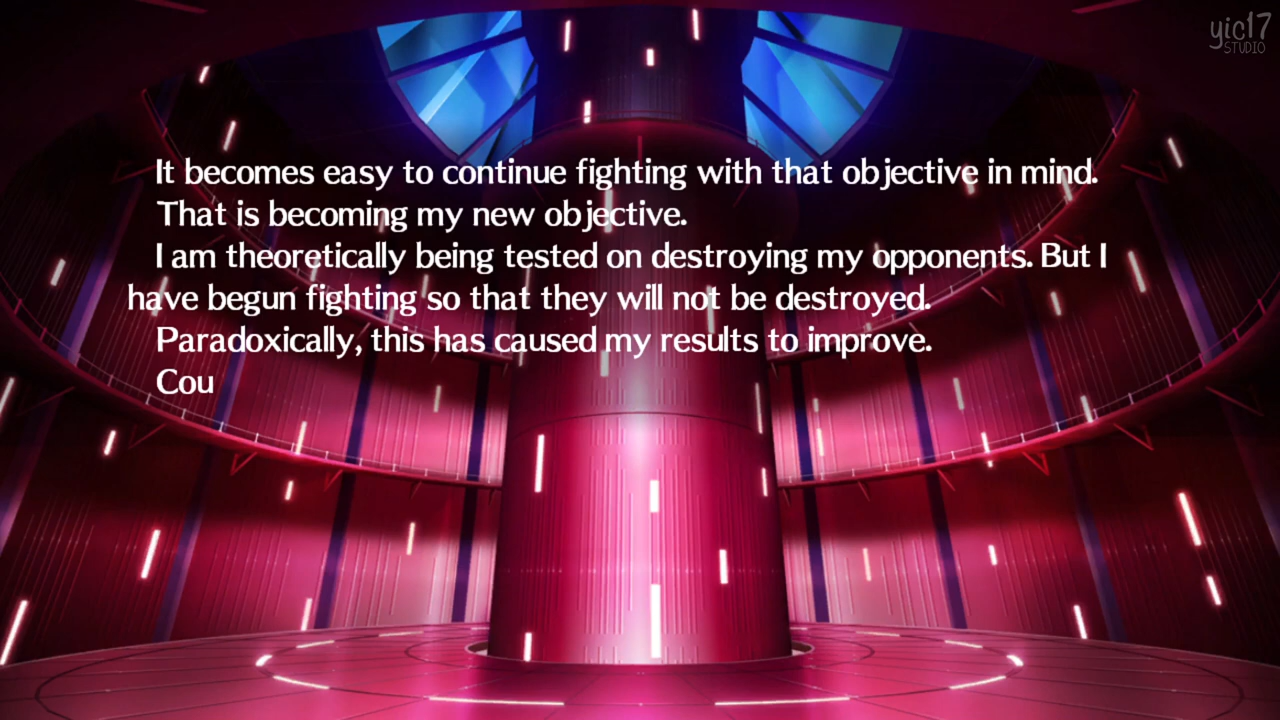 yic17
STUDIO
It becomes easy to continue fighting with that objective in mind.
That is becoming my new objective.
I am theoretically being tested on destroying my opponents. But I
have begun fighting so that they will not be destroyed.
Paradoxically, this has caused my results to improve.
Cou